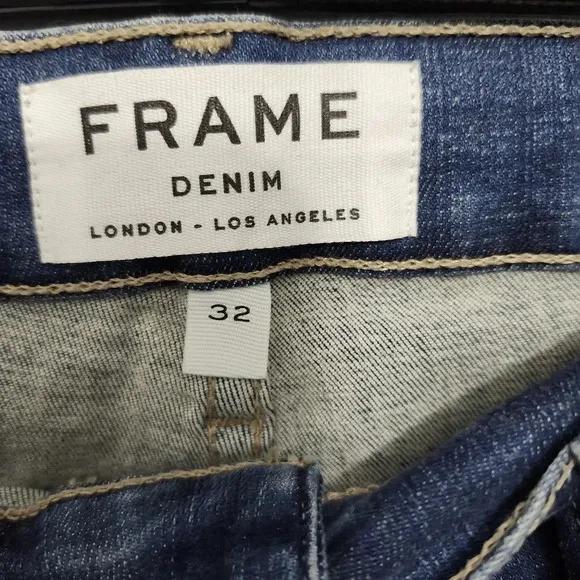 FRAME
DENIM
LONDON - LOS ANGELES
32